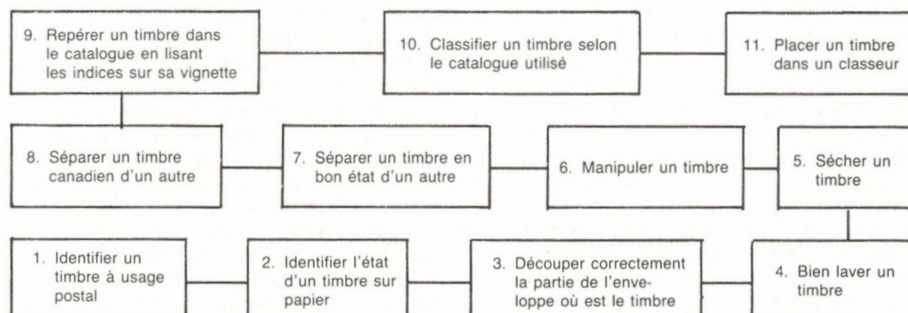 9. Repérer un timbre dans
le catalogue en lisant
les indices sur sa vignette
10. Classifier un timbre selon
le catalogue utilisé
11. Placer un timbre
dans un classeur
8. Séparer un timbre
canadien d'un autre
7. Séparer un timbre en
bon état d'un autre
6. Manipuler un timbre
5. Sécher un
timbre
1. Identifier un
timbre à usage
postal
2. Identifier l'état
d'un timbre sur
papier
3. Découper correctement
la partie de l'enve-
loppe où est le timbre
4. Bien laver un
timbre